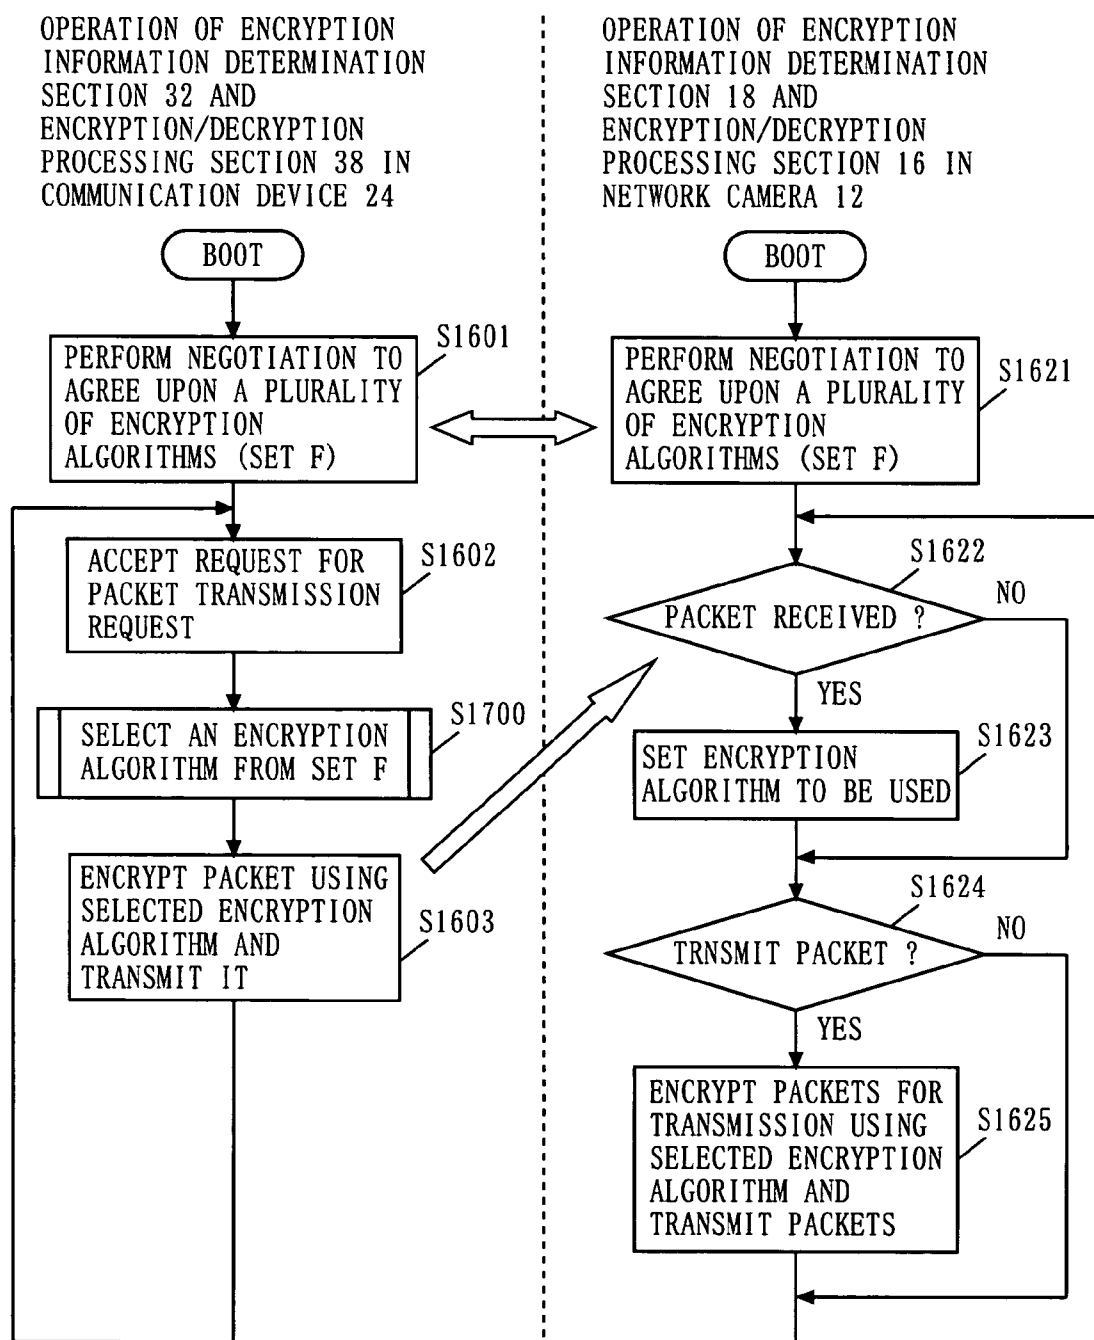 OPERATION OF ENCRYPTION
INFORMATION DETERMINATION
SECTION 32 AND
ENCRYPTION/DECRYPTION
PROCESSING SECTION 38 IN
COMMUNICATION DEVICE 24
BOOT
S1601
PERFORM NEGOTIATION TO
AGREE UPON A PLURALITY
OF ENCRYPTION
ALGORITHMS (SET F)
S1602
ACCEPT REQUEST FOR
PACKET TRANSMISSION
REQUEST
S1700
SELECT AN ENCRYPTION
ALGORITHM FROM SET F
ENCRYPT PACKET USING
SELECTED ENCRYPTION
ALGORITHM AND
TRANSMIT IT
S1603
OPERATION OF ENCRYPTION
INFORMATION DETERMINATION
SECTION 18 AND
ENCRYPTION/DECRYPTION
PROCESSING SECTION 16 IN
NETWORK CAMERA 12
BOOT
PERFORM NEGOTIATION TO
AGREE UPON A PLURALITY
OF ENCRYPTION
ALGORITHMS (SET F)
S1621
S1622
PACKET RECEIVED ?
NO
YES
S1623
SET ENCRYPTION
ALGORITHM TO BE USED
S1624
TRNSMIT PACKET ?
NO
YES
ENCRYPT PACKETS FOR
TRANSMISSION USING
SELECTED ENCRYPTION
ALGORITHM AND
TRANSMIT PACKETS
S1625